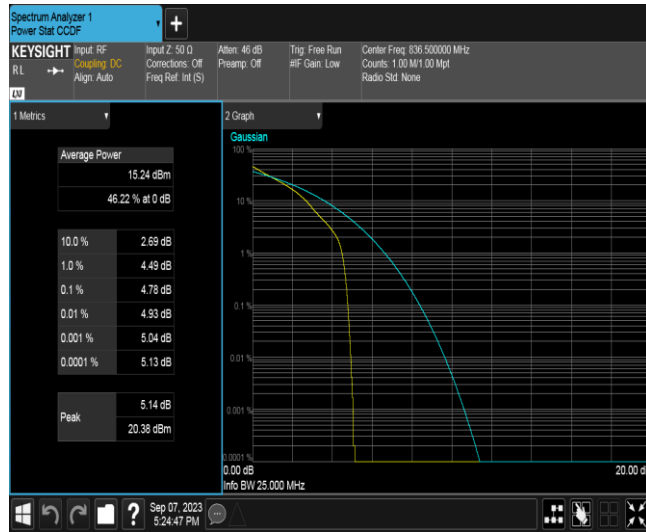 Spectrum Analyzer 1
Power Stat CCDF
+
KEYSIGHT
RL
LXI
Input: RF
Coupling: DC
Align: Auto
Input Z: 50 Ω
Corrections: Off
Freq Ref: Int (S)
Atten: 46 dB
Preamp: Off
Trig: Free Run
#IF Gain: Low
Center Freq: 836.500000 MHz
Counts: 1.00 M/1.00 Mpt
Radio Std: None
1 Metrics
Average Power
15.24 dBm
46.22 % at 0 dB
10.0 % 2.69 dB
1.0 % 4.49 dB
0.1 % 4.78 dB
0.01 % 4.93 dB
0.001 % 5.04 dB
0.0001 % 5.13 dB
Peak
5.14 dB
20.38 dBm
2 Graph
Gaussian
100 %
10 %
1 %
0.1 %
0.01 %
0.001 %
0.0001 %
0.00 dB
20.00 d
Info BW 25.000 MHz
?
Sep 07, 2023
5:24:47 PM